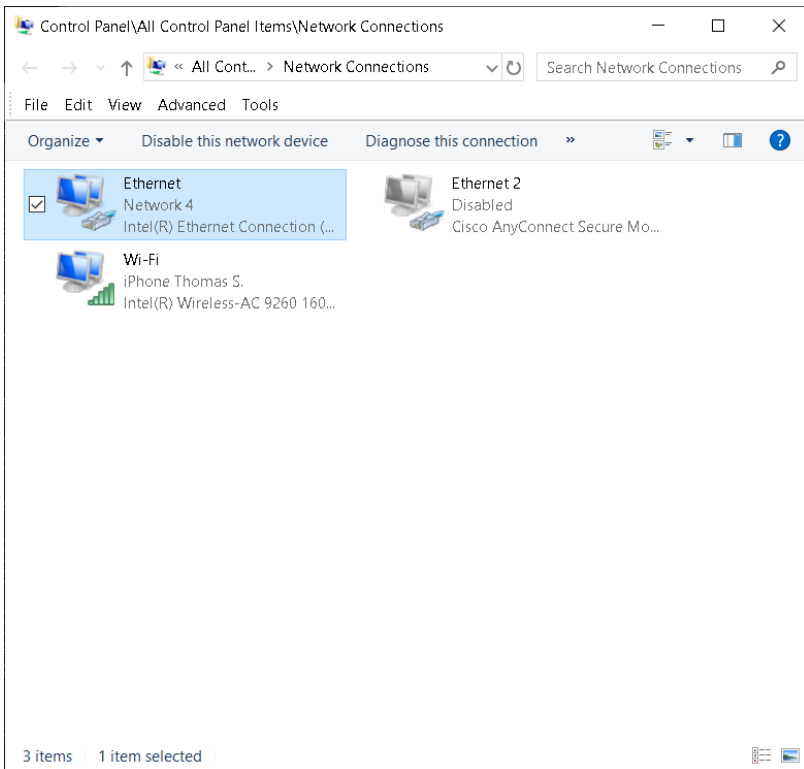 Control Panel\All Control Panel Items\Network Connections
« All Cont... > Network Connections
Search Network Connections
File Edit View Advanced Tools
Organize Disable this network device Diagnose this connection »
Ethernet
Network 4
Intel(R) Ethernet Connection (...
Ethernet 2
Disabled
Cisco AnyConnect Secure Mo...
Wi-Fi
iPhone Thomas S.
Intel(R) Wireless-AC 9260 160...
3 items 1 item selected